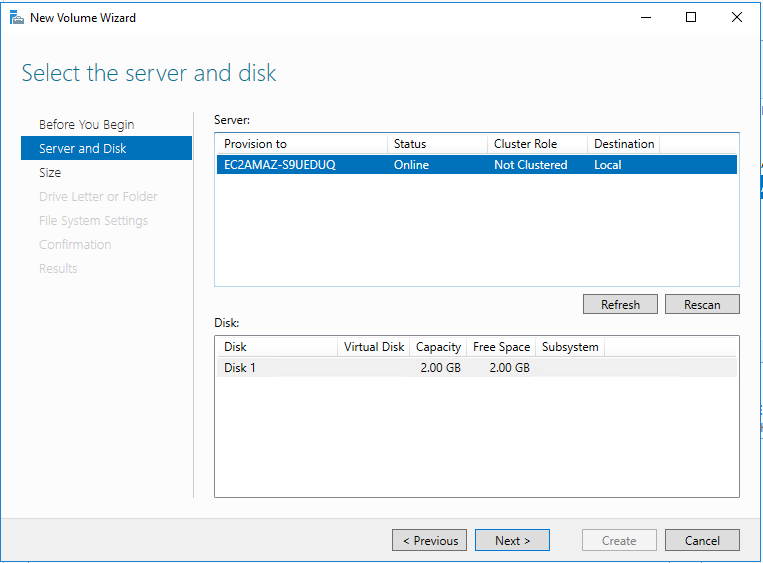 New Volume Wizard
Select the server and disk
Before You Begin
Server and Disk
Size
Drive Letter or Folder
File System Settings
Confirmation
Results
Server:
Provision to Status Cluster Role Destination
EC2AMAZ-S9UEDUQ Online Not Clustered Local
Refresh Rescan
Disk:
Disk Virtual Disk Capacity Free Space Subsystem
Disk 1 2.00 GB 2.00 GB
< Previous Next > Create Cancel